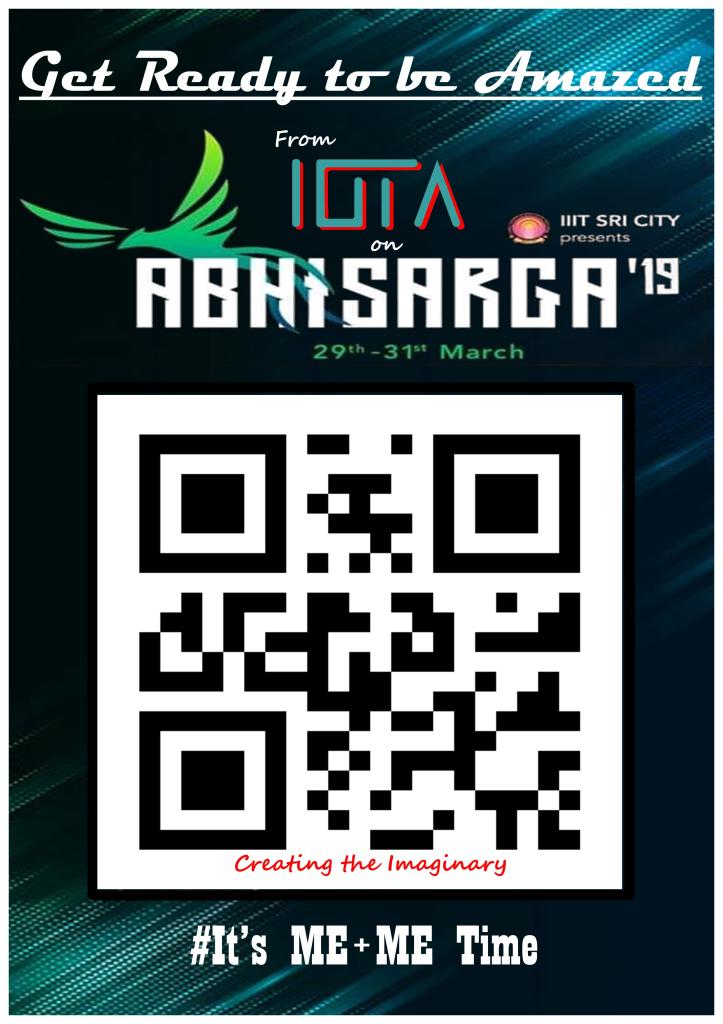 Get Ready to be Amazed
From
IOTA
on
IIIT SRI CITY
presents
ABHISARGA '19
29th -31st March
Creating the Imaginary
#It's ME+ME Time